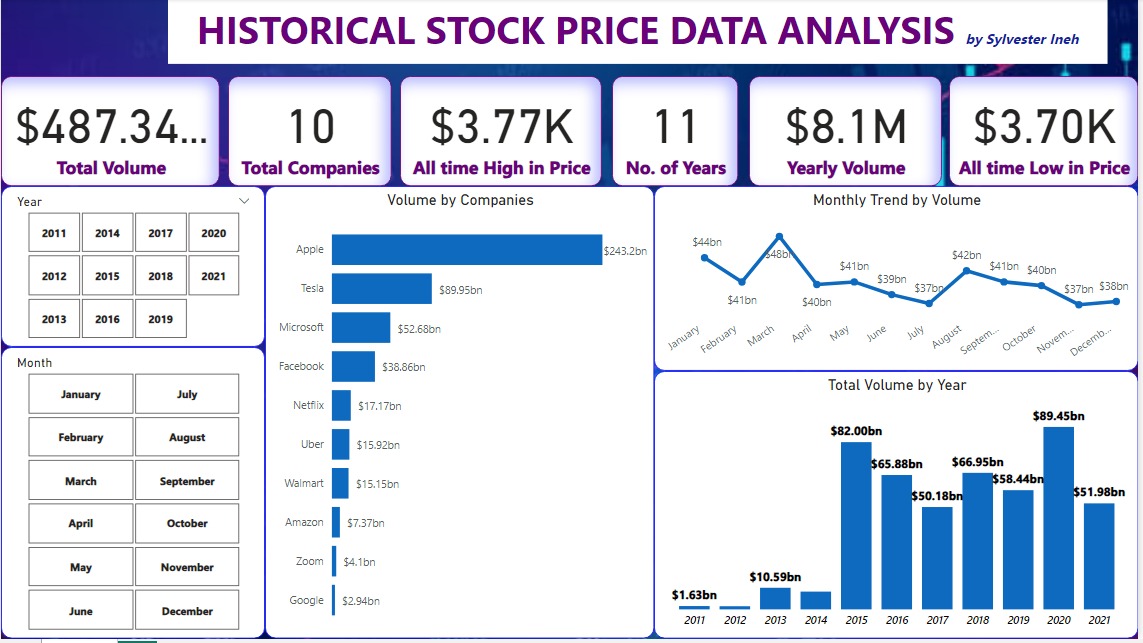 HISTORICAL STOCK PRICE DATA ANALYSIS by Sylvester Ineh
$487.34...
Total Volume
10
Total Companies
$3.77K
All time High in Price
11
No. of Years
$8.1M
Yearly Volume
$3.70K
All time Low in Price
Year
2011 2014 2017 2020
2012 2015 2018 2021
2013 2016 2019
Month
January July
February August
March September
April October
May November
June December
Volume by Companies
Apple $243.2bn
Tesla $89.95bn
Microsoft $52.68bn
Facebook $38.86bn
Netflix $17.17bn
Uber $15.92bn
Walmart $15.15bn
Amazon $7.37bn
Zoom $4.1bn
Google $2.94bn
Monthly Trend by Volume
$44bn $41bn $48bn $40bn $41bn $39bn $37bn $42bn $41bn $40bn $37bn $38bn
January February March April May June July August Septem... October Novem... Decemb...
Total Volume by Year
$1.63bn $10.59bn $82.00bn $65.88bn $50.18bn $66.95bn $58.44bn $89.45bn $51.98bn
2011 2012 2013 2014 2015 2016 2017 2018 2019 2020 2021